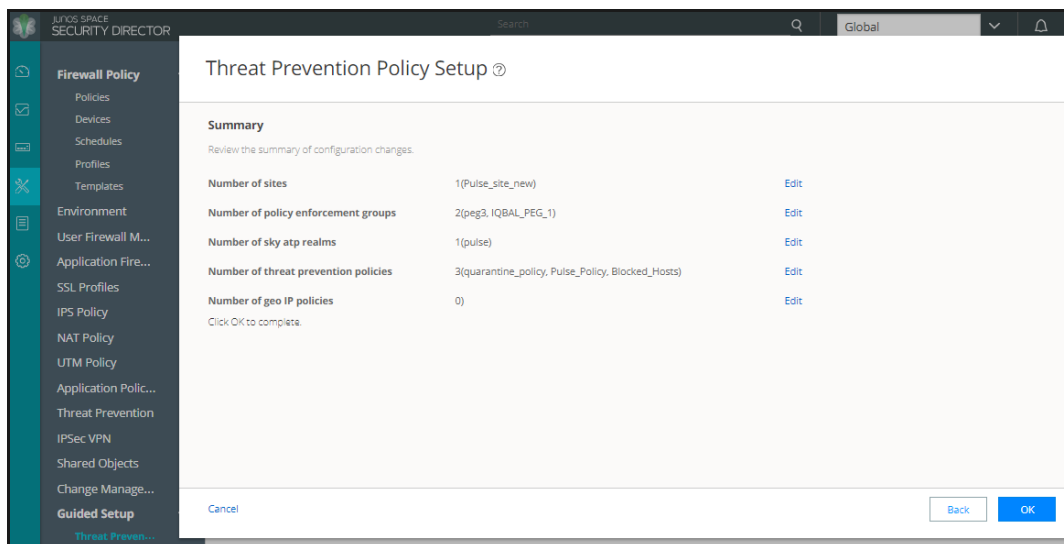 JUNOS SPACE
SECURITY DIRECTOR
Search
Global
Firewall Policy
Policies
Devices
Schedules
Profiles
Templates
Environment
User Firewall M...
Application Fire...
SSL Profiles
IPS Policy
NAT Policy
UTM Policy
Application Polic...
Threat Prevention
IPSec VPN
Shared Objects
Change Manage...
Guided Setup
Threat Preven...
Threat Prevention Policy Setup ?
Summary
Review the summary of configuration changes.
Number of sites 1(Pulse_site_new) Edit
Number of policy enforcement groups 2(peg3, IQBAL_PEG_1) Edit
Number of sky atp realms 1(pulse) Edit
Number of threat prevention policies 3(quarantine_policy, Pulse_Policy, Blocked_Hosts) Edit
Number of geo IP policies 0) Edit
Click OK to complete.
Cancel Back OK